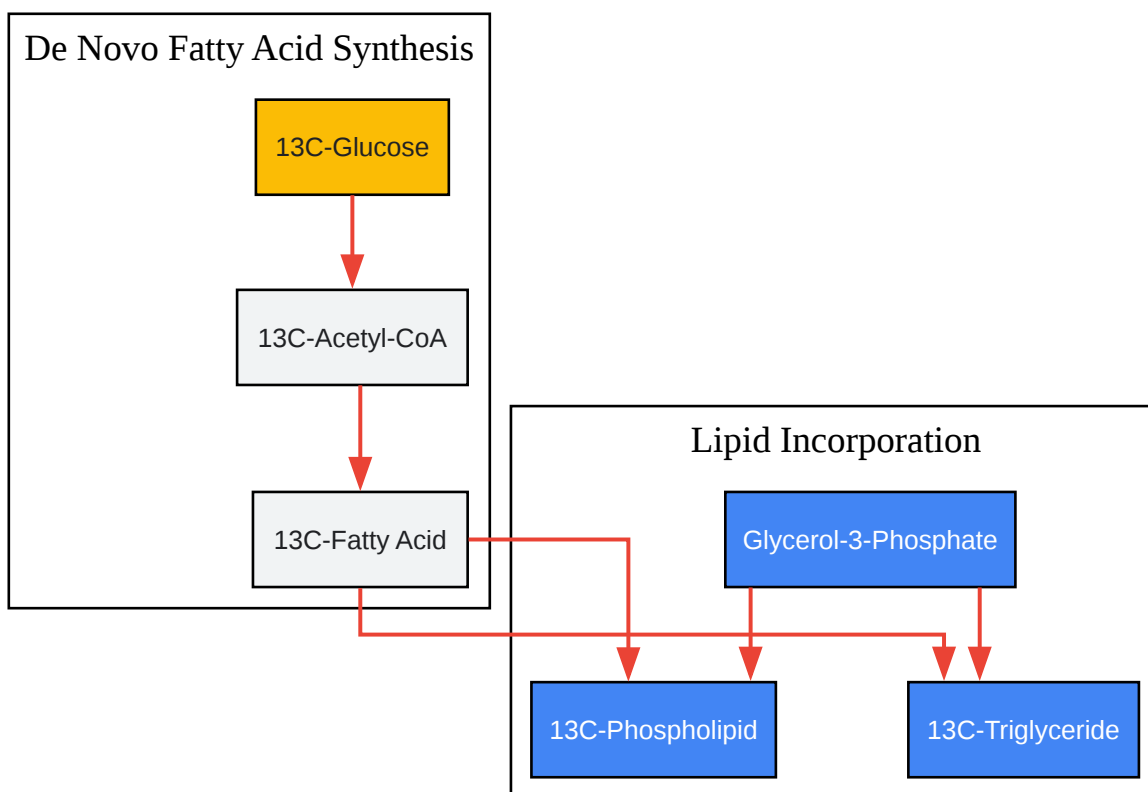 De Novo Fatty Acid Synthesis
13C-Glucose
13C-Acetyl-CoA
13C-Fatty Acid
Lipid Incorporation
Glycerol-3-Phosphate
13C-Phospholipid
13C-Triglyceride